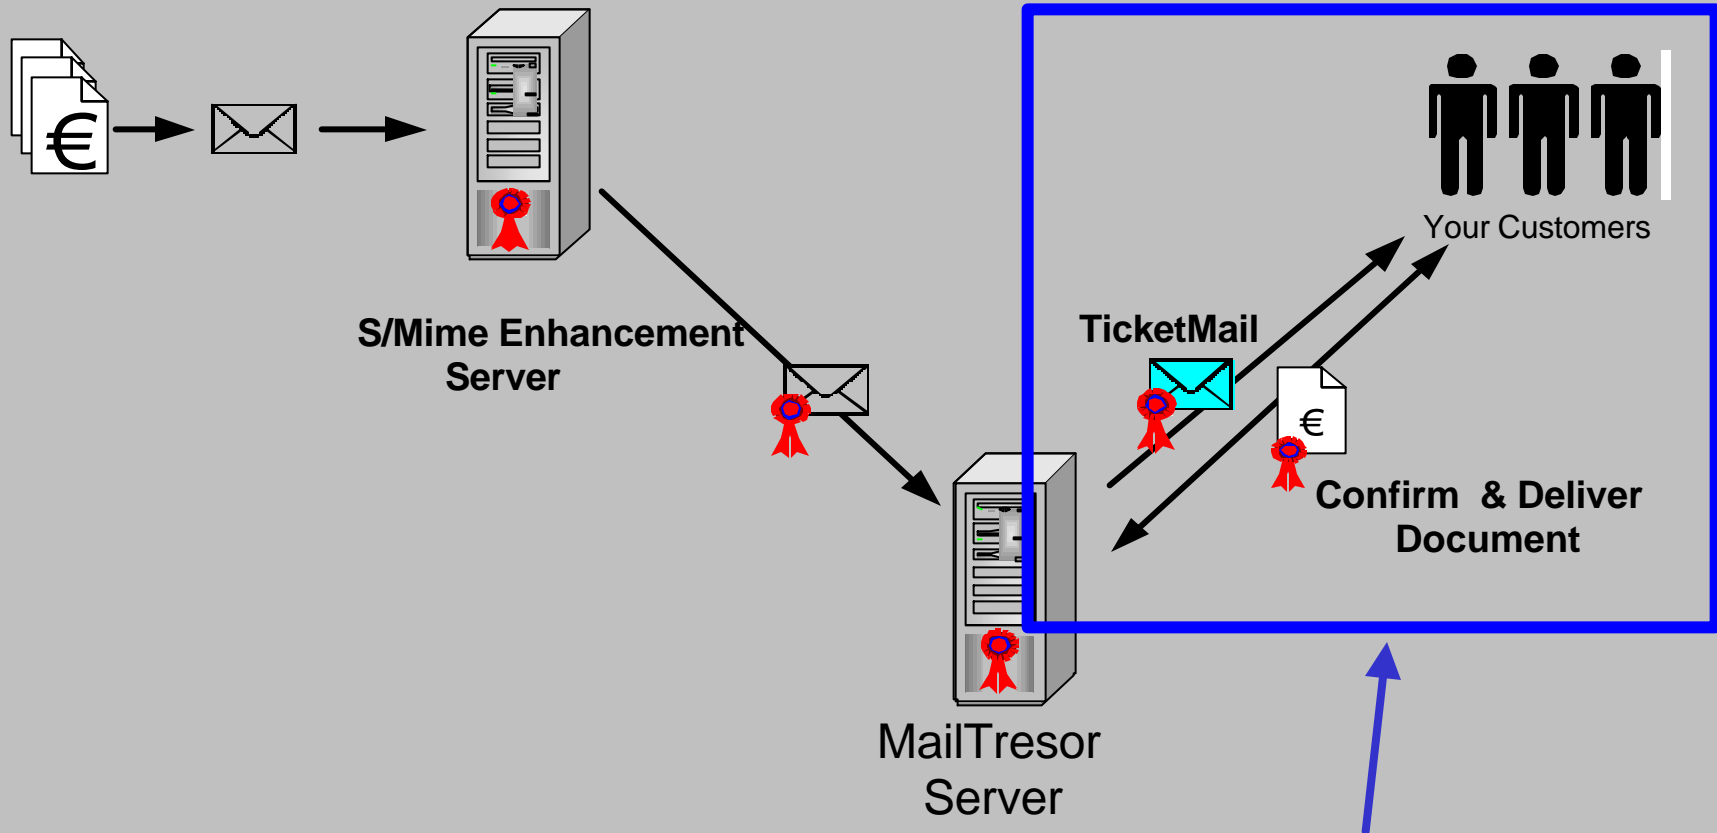 €
Your Customers
S/Mime Enhancement
Server
TicketMail
€
Confirm & Deliver
Document
MailTresor
Server